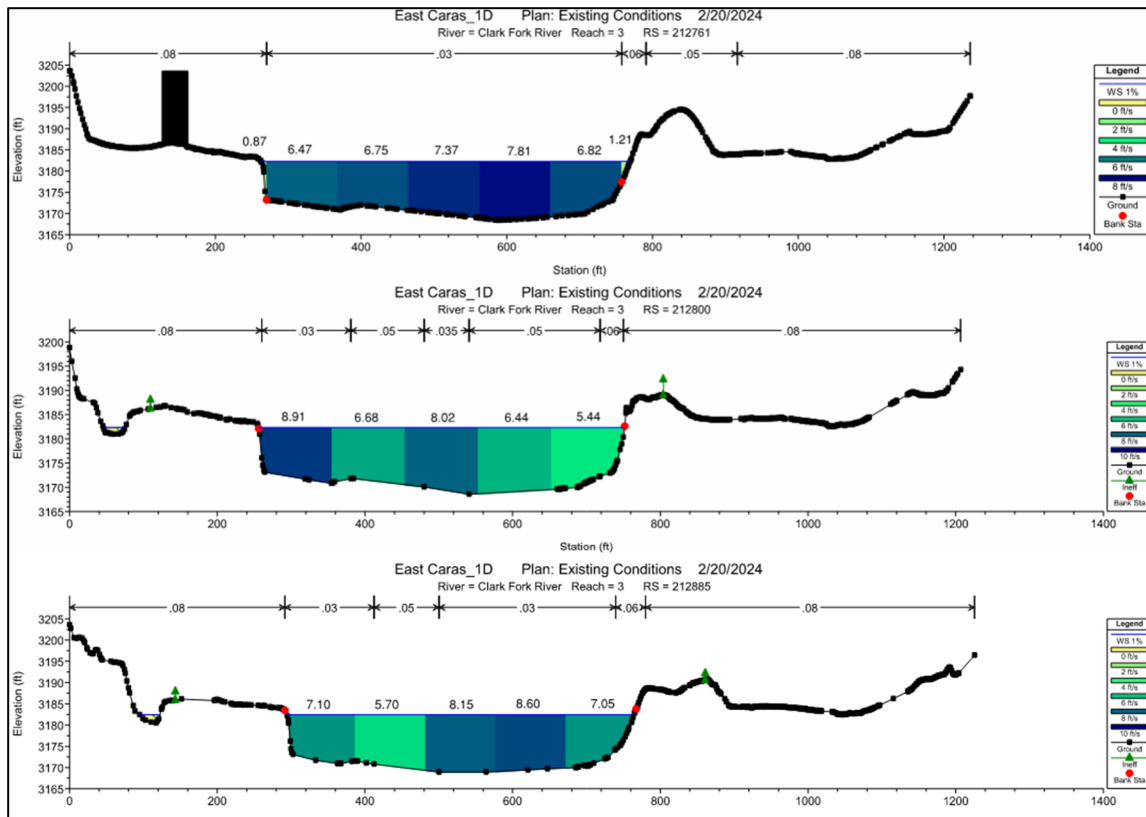 East Caras_1D Plan: Existing Conditions 2/20/2024
River = Clark Fork River Reach = 3 RS = 212761
.08 .03 .06 .05 .08
Legend
WS 1%
0 ft/s
2 ft/s
4 ft/s
6 ft/s
8 ft/s
Ground
Bank Sta
Elevation (ft)
3205
3200
3195
3190
3185
3180
3175
3170
3165
0.87 6.47 6.75 7.37 7.81 6.82 1.21
0 200 400 600 800 1000 1200 1400
Station (ft)
East Caras_1D Plan: Existing Conditions 2/20/2024
River = Clark Fork River Reach = 3 RS = 212800
.08 .03 .05 .035 .05 .06 .08
Legend
WS 1%
0 ft/s
2 ft/s
4 ft/s
6 ft/s
8 ft/s
10 ft/s
Ground
Ineff
Bank Sta
Elevation (ft)
3200
3195
3190
3185
3180
3175
3170
3165
8.91 6.68 8.02 6.44 5.44
0 200 400 600 800 1000 1200 1400
Station (ft)
East Caras_1D Plan: Existing Conditions 2/20/2024
River = Clark Fork River Reach = 3 RS = 212885
.08 .03 .05 .03 .06 .08
Legend
WS 1%
0 ft/s
2 ft/s
4 ft/s
6 ft/s
8 ft/s
10 ft/s
Ground
Ineff
Bank Sta
Elevation (ft)
3205
3200
3195
3190
3185
3180
3175
3170
3165
7.10 5.70 8.15 8.60 7.05
0 200 400 600 800 1000 1200 1400